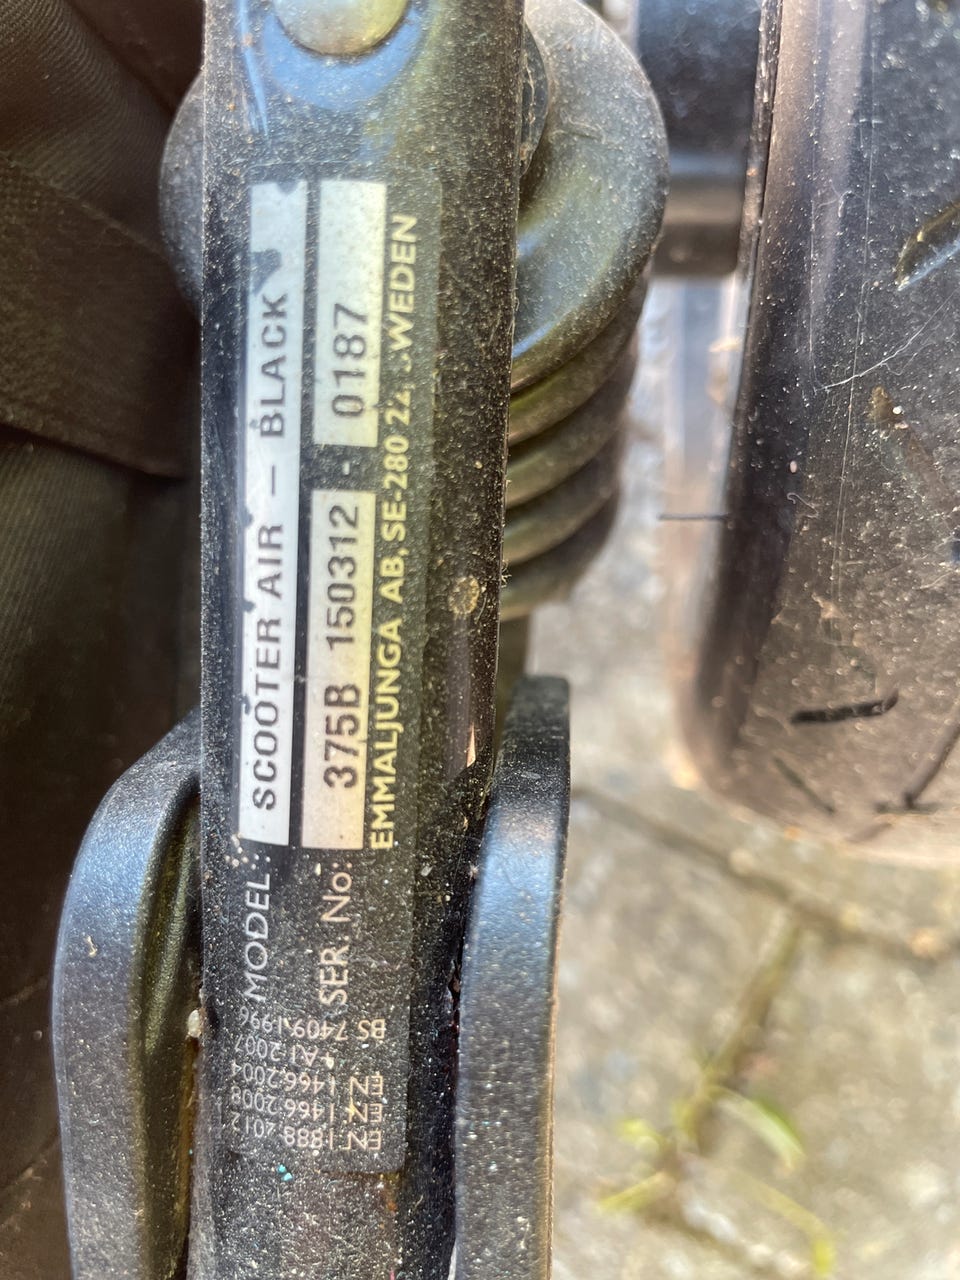 MODEL: SCOOTER AIR - BLACK
SER. No: 375B 150312 - 0187
EMMALJUNGA AB, SE-280 22 SWEDEN
EN 1888:2012
EN 1466:2008
EN 1466:2004
+A1:2007
BS 7409:1996